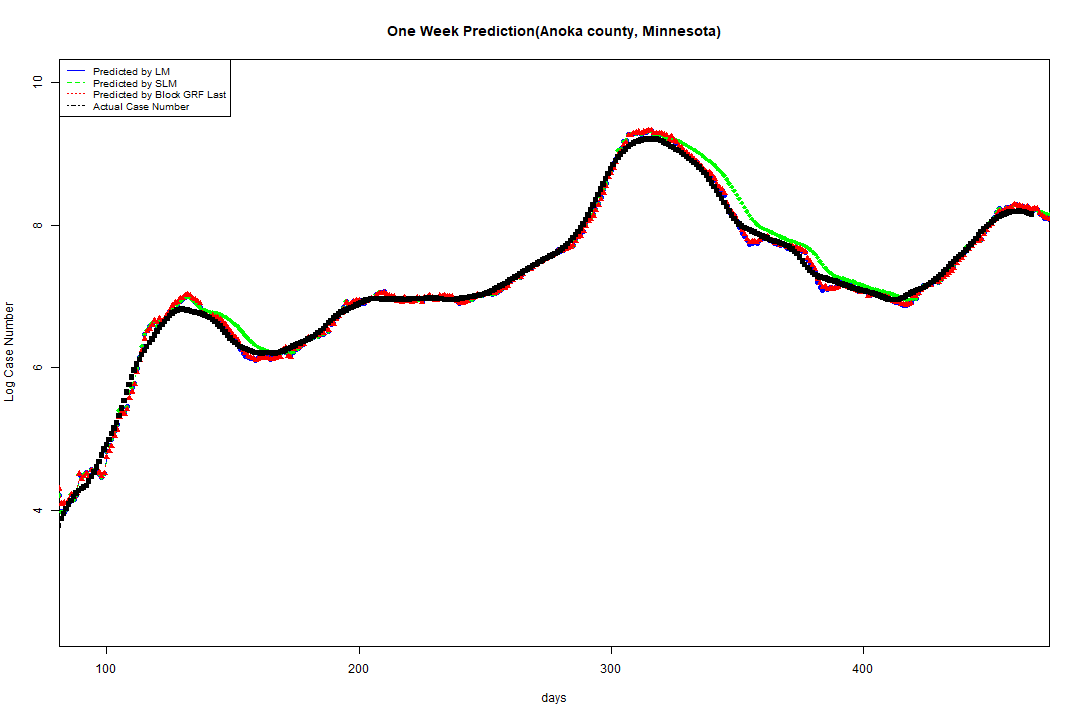 One Week Prediction(Anoka county, Minnesota)
Predicted by LM
Predicted by SLM
Predicted by Block GRF Last
Actual Case Number
10
8
6
4
Log Case Number
100 200 300 400
days